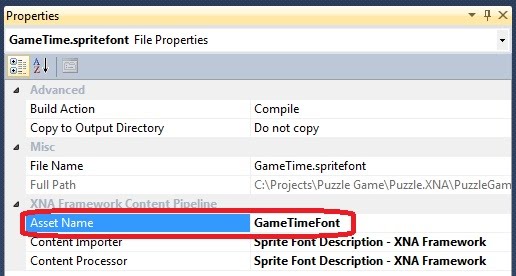 Properties
GameTime.spritefont File Properties
Advanced
Build Action Compile
Copy to Output Directory Do not copy
Misc
File Name GameTime.spritefont
Full Path C:\Projects\Puzzle Game\Puzzle.XNA\PuzzleGam
XNA Framework Content Pipeline
Asset Name GameTimeFont
Content Importer Sprite Font Description - XNA Framework
Content Processor Sprite Font Description - XNA Framework